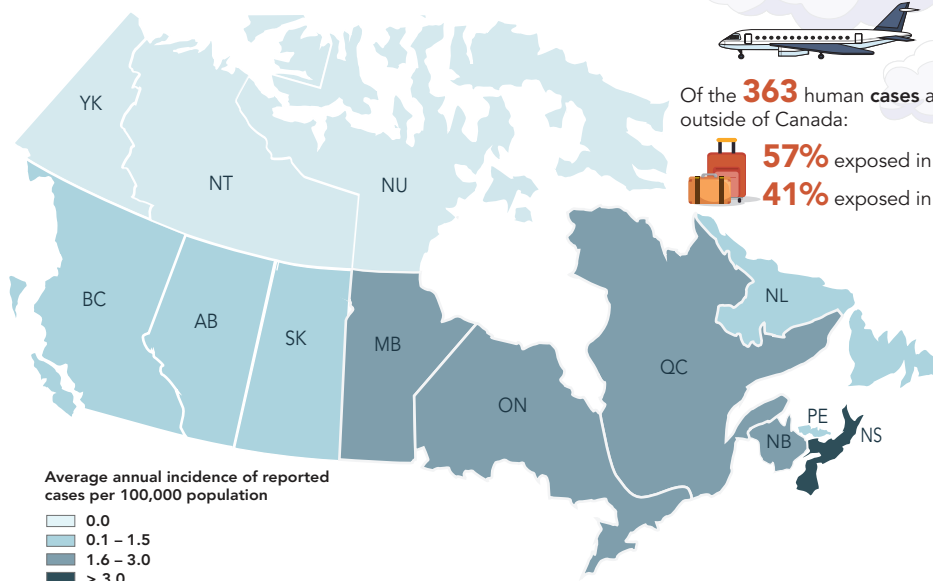 Of the 363 human cases a
outside of Canada:
57% exposed in
41% exposed in
YK
NT
NU
BC
AB
SK
MB
ON
QC
NL
PE
NB
NS
Average annual incidence of reported
cases per 100,000 population
0.0
0.1 – 1.5
1.6 – 3.0
> 3.0